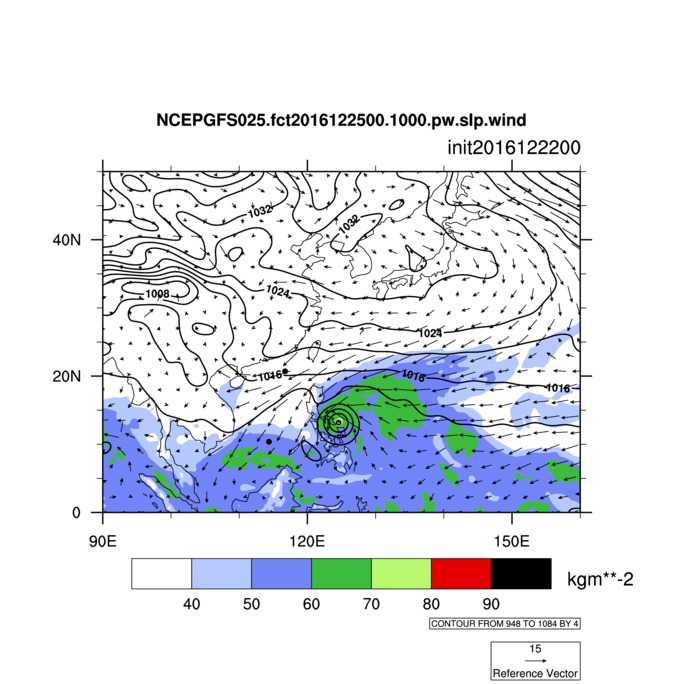 NCEPGFS025.fct2016122500.1000.pw.slp.wind
init2016122200
1032
1032
40N
1008
1024
1024
20N
1016
1016
1016
0
90E 120E 150E
kgm**-2
40 50 60 70 80 90
CONTOUR FROM 948 TO 1084 BY 4
15
Reference Vector